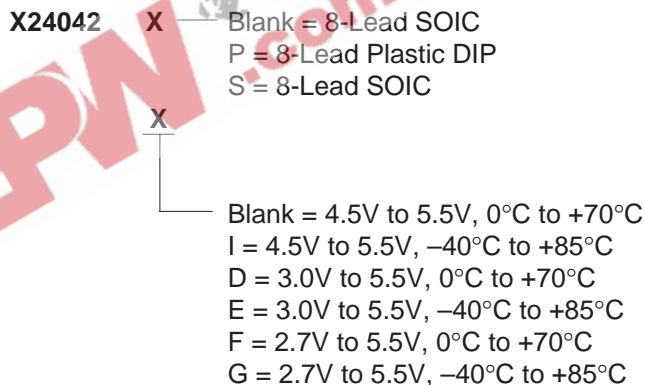 X24042 X Blank = 8-Lead SOIC
P = 8-Lead Plastic DIP
S = 8-Lead SOIC
X
Blank = 4.5V to 5.5V, 0°C to +70°C
I = 4.5V to 5.5V, –40°C to +85°C
D = 3.0V to 5.5V, 0°C to +70°C
E = 3.0V to 5.5V, –40°C to +85°C
F = 2.7V to 5.5V, 0°C to +70°C
G = 2.7V to 5.5V, –40°C to +85°C
PW .com